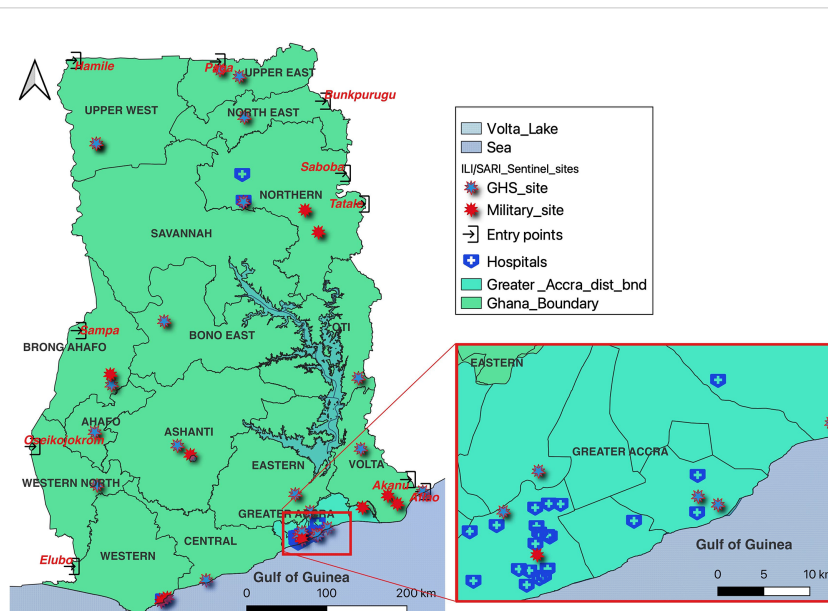 Hamile
Paga
UPPER EAST
Bunkpurugu
UPPER WEST
NORTH EAST
Saboba
NORTHERN
Tatale
SAVANNAH
Sampa
BRONG AHAFO
BONO EAST
OTI
AHAFO
Oseikojokrom
ASHANTI
WESTERN NORTH
EASTERN
VOLTA
Akanu
Aflao
GREATER ACCRA
CENTRAL
WESTERN
Elubo
Gulf of Guinea
0 100 200 km
Volta_Lake
Sea
ILI/SARI_Sentinel_sites
GHS_site
Military_site
Entry points
Hospitals
Greater _Accra_dist_bnd
Ghana_Boundary
EASTERN
GREATER ACCRA
Gulf of Guinea
0 5 10 k